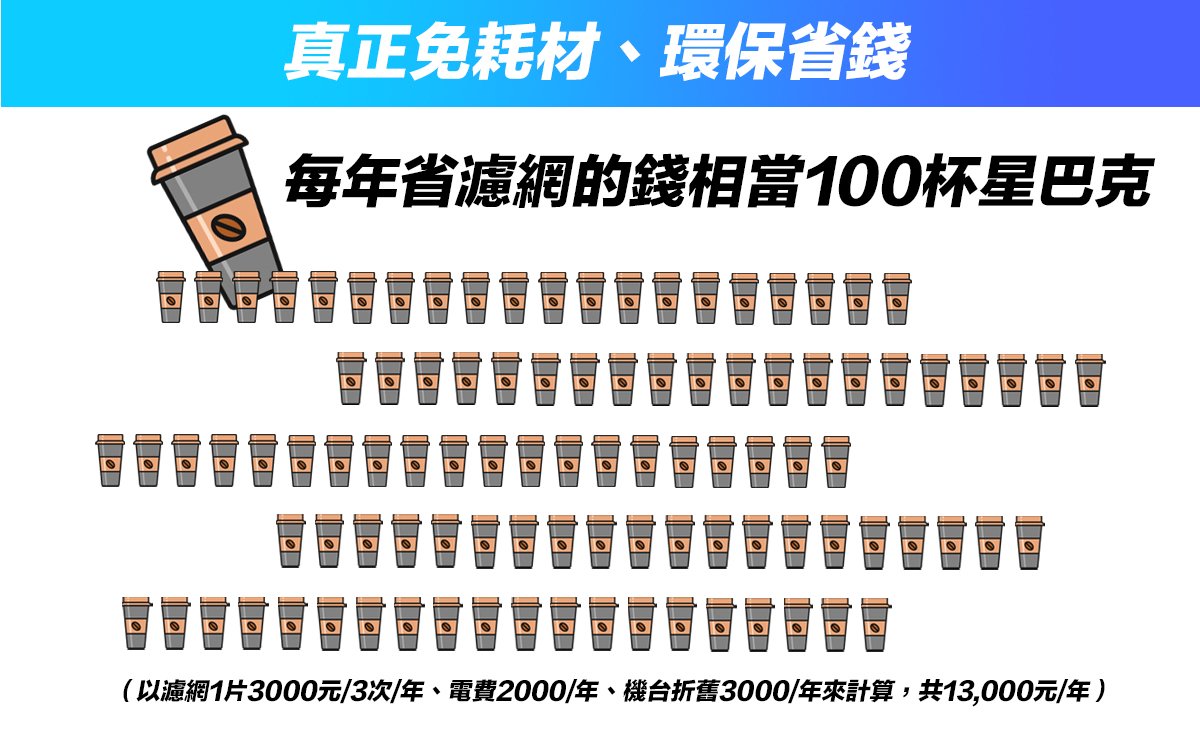 真正免耗材、環保省錢
每年省濾網的錢相當100杯星巴克
（以濾網1片3000元/3次/年、電費2000/年、機台折舊3000/年來計算，共13,000元/年）